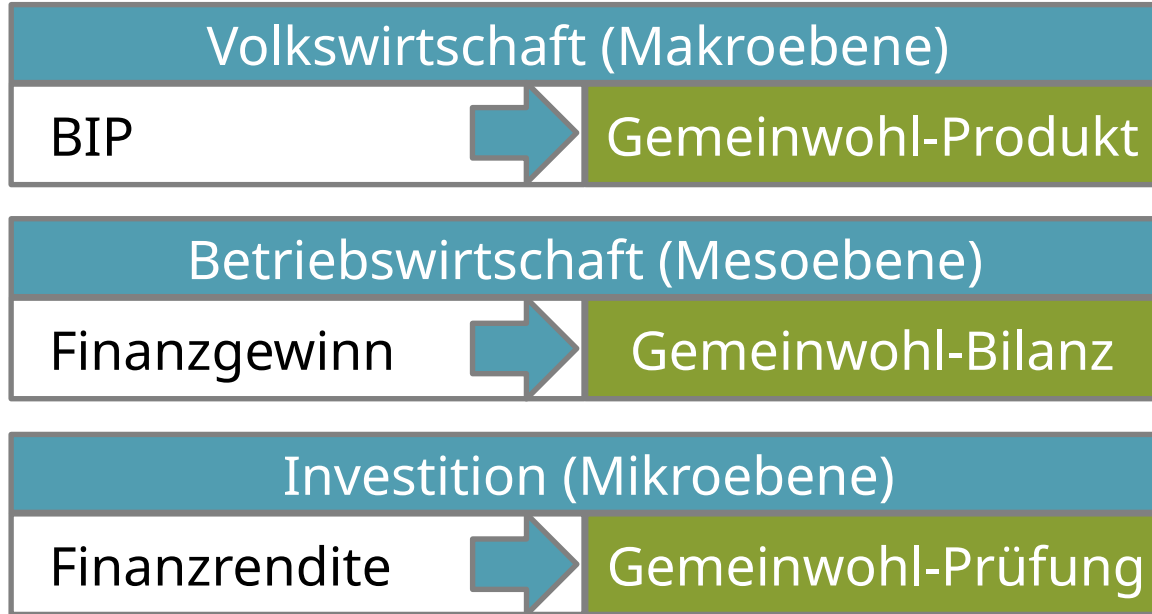 Volkswirtschaft (Makroebene)
BIP
Gemeinwohl-Produkt
Betriebswirtschaft (Mesoebene)
Finanzgewinn
Gemeinwohl-Bilanz
Investition (Mikroebene)
Finanzrendite
Gemeinwohl-Prüfung